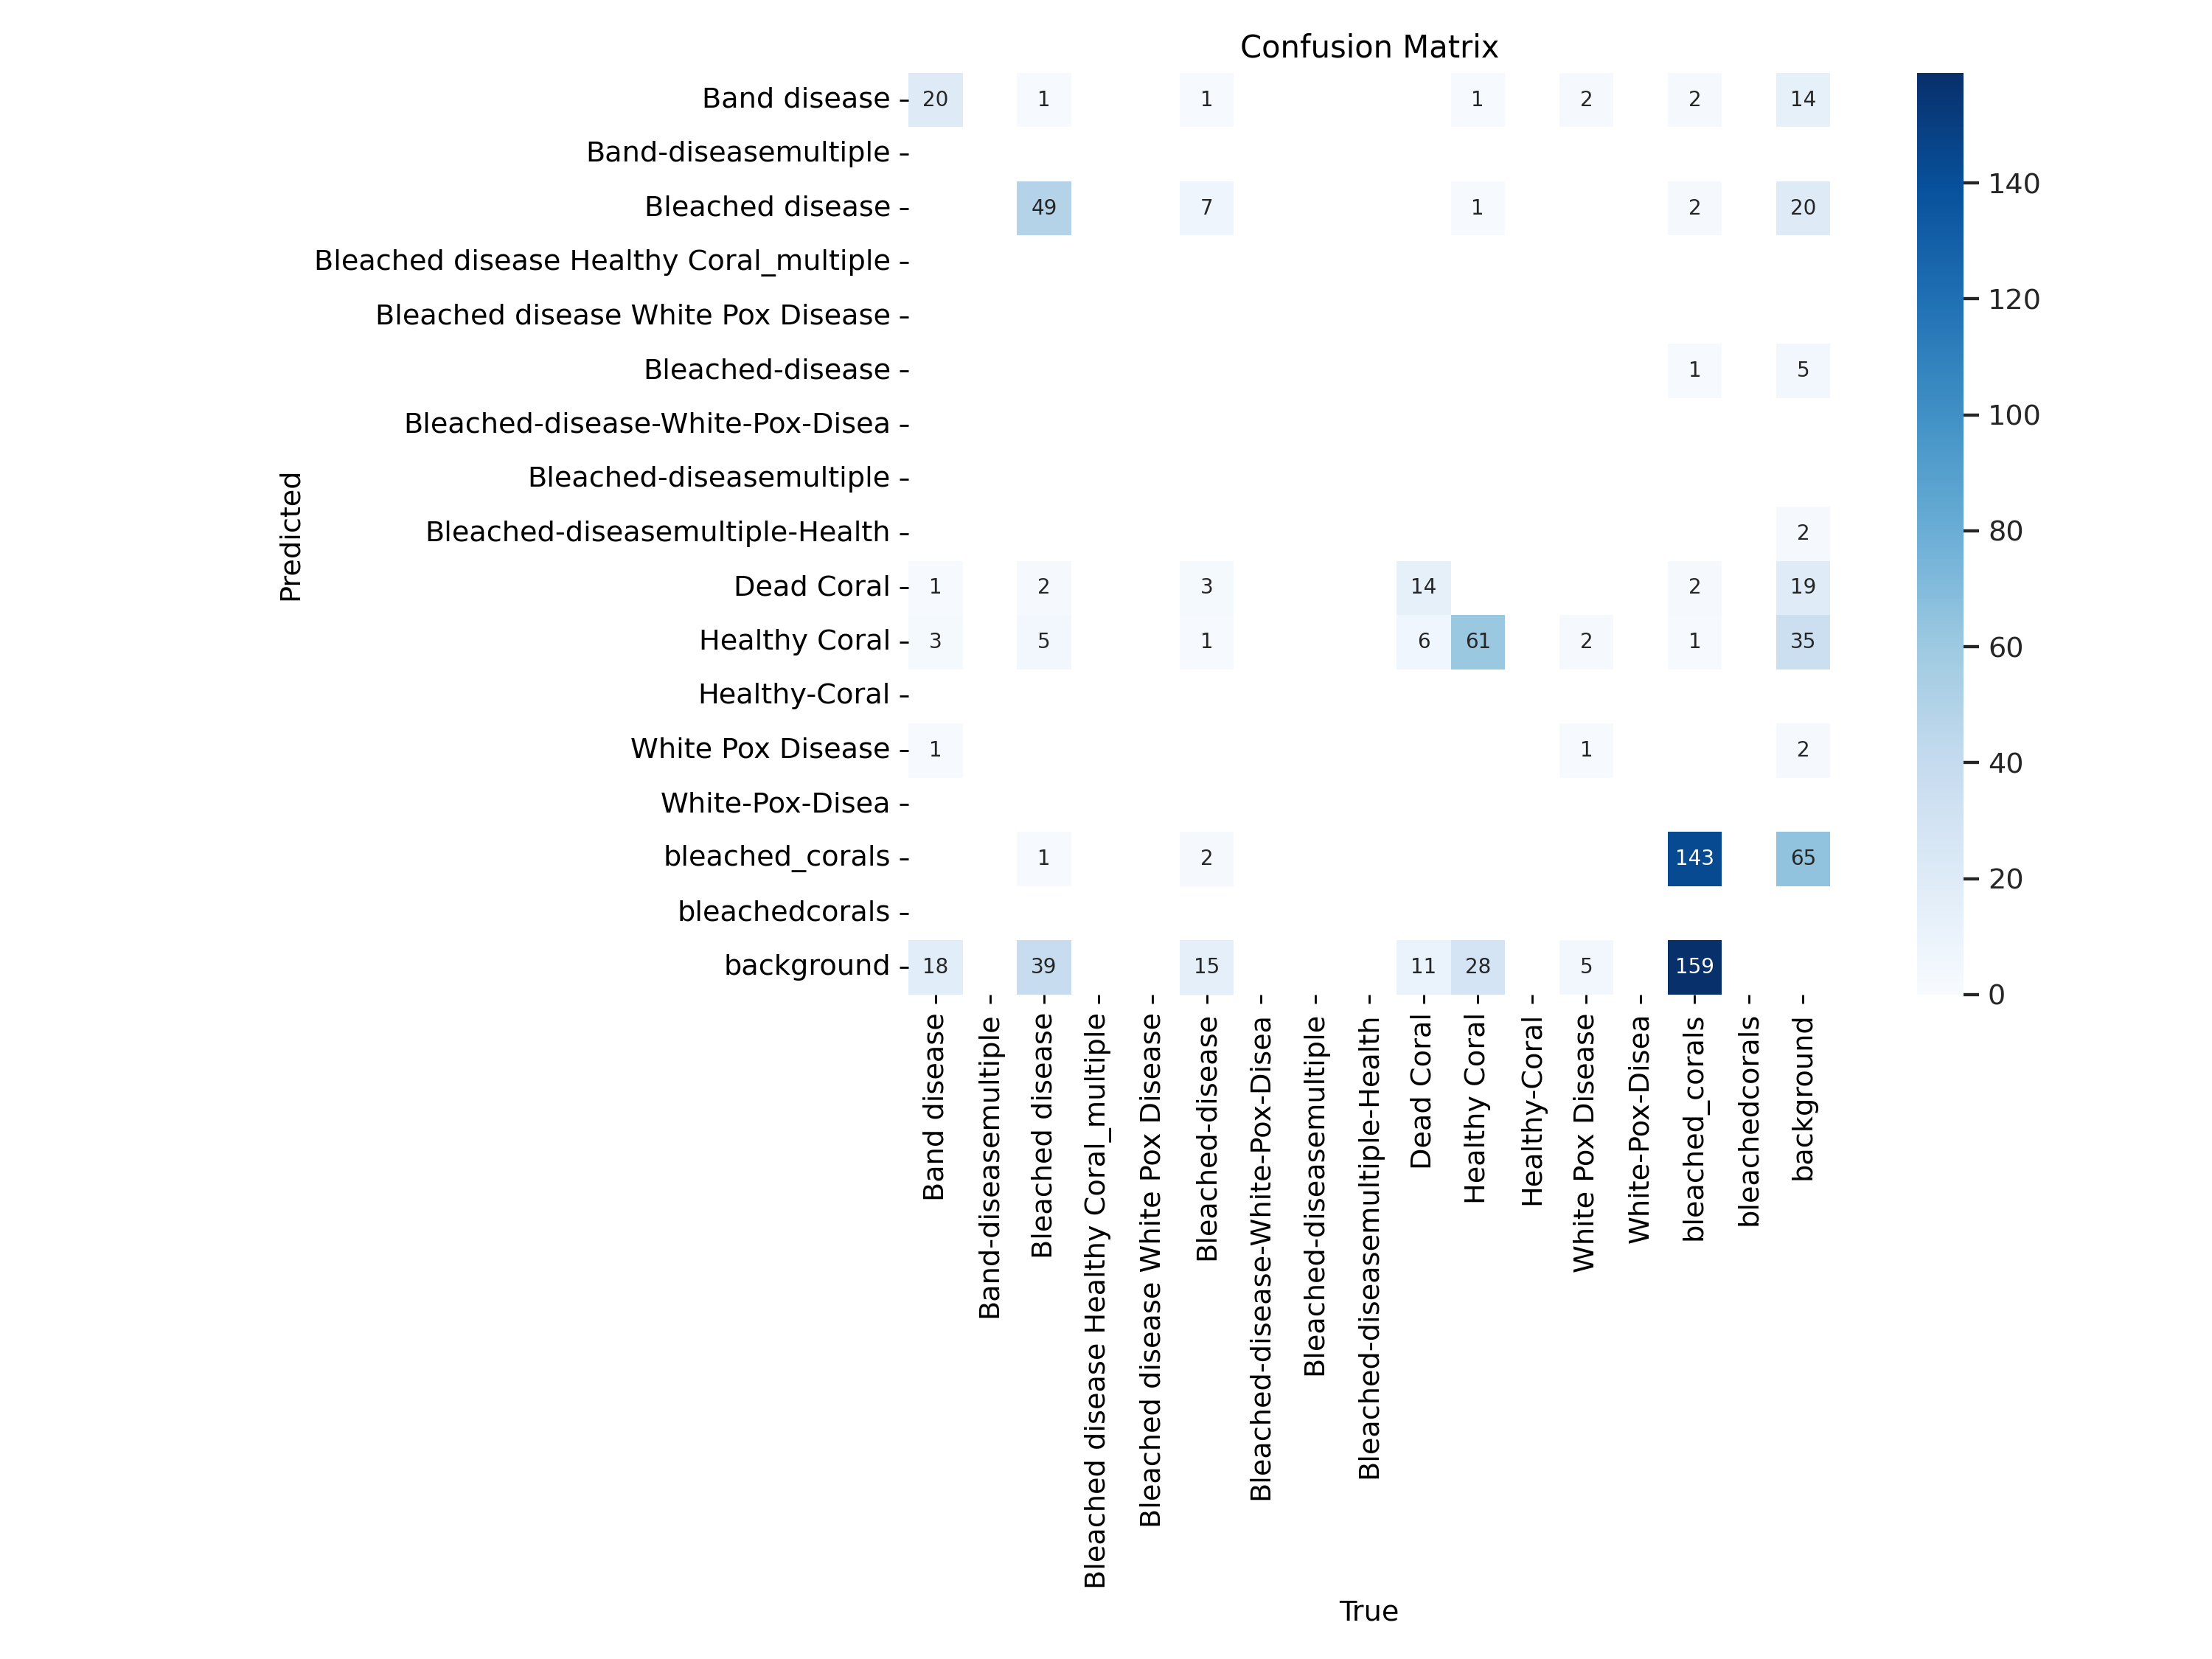 Confusion Matrix
Band disease 20 1 1 1 2 2 14
Band-diseasemultiple
Bleached disease 49 7 1 2 20
Bleached disease Healthy Coral_multiple
Bleached disease White Pox Disease
Bleached-disease 1 5
Bleached-disease-White-Pox-Disea
Bleached-diseasemultiple
Bleached-diseasemultiple-Health 2
Dead Coral 1 2 3 14 2 19
Healthy Coral 3 5 1 6 61 2 1 35
Healthy-Coral
White Pox Disease 1 1 2
White-Pox-Disea
bleached_corals 1 2 143 65
bleachedcorals
background 18 39 15 11 28 5 159
Predicted
140
120
100
80
60
40
20
0
Band disease
Band-diseasemultiple
Bleached disease
Bleached disease Healthy Coral_multiple
Bleached disease White Pox Disease
Bleached-disease
Bleached-disease-White-Pox-Disea
Bleached-diseasemultiple
Bleached-diseasemultiple-Health
Dead Coral
Healthy Coral
Healthy-Coral
White Pox Disease
White-Pox-Disea
bleached_corals
bleachedcorals
background
True